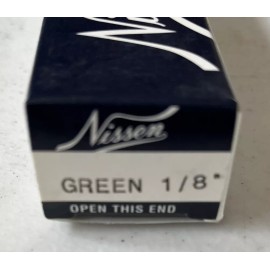 Nissen
GREEN 1/8"
OPEN THIS END